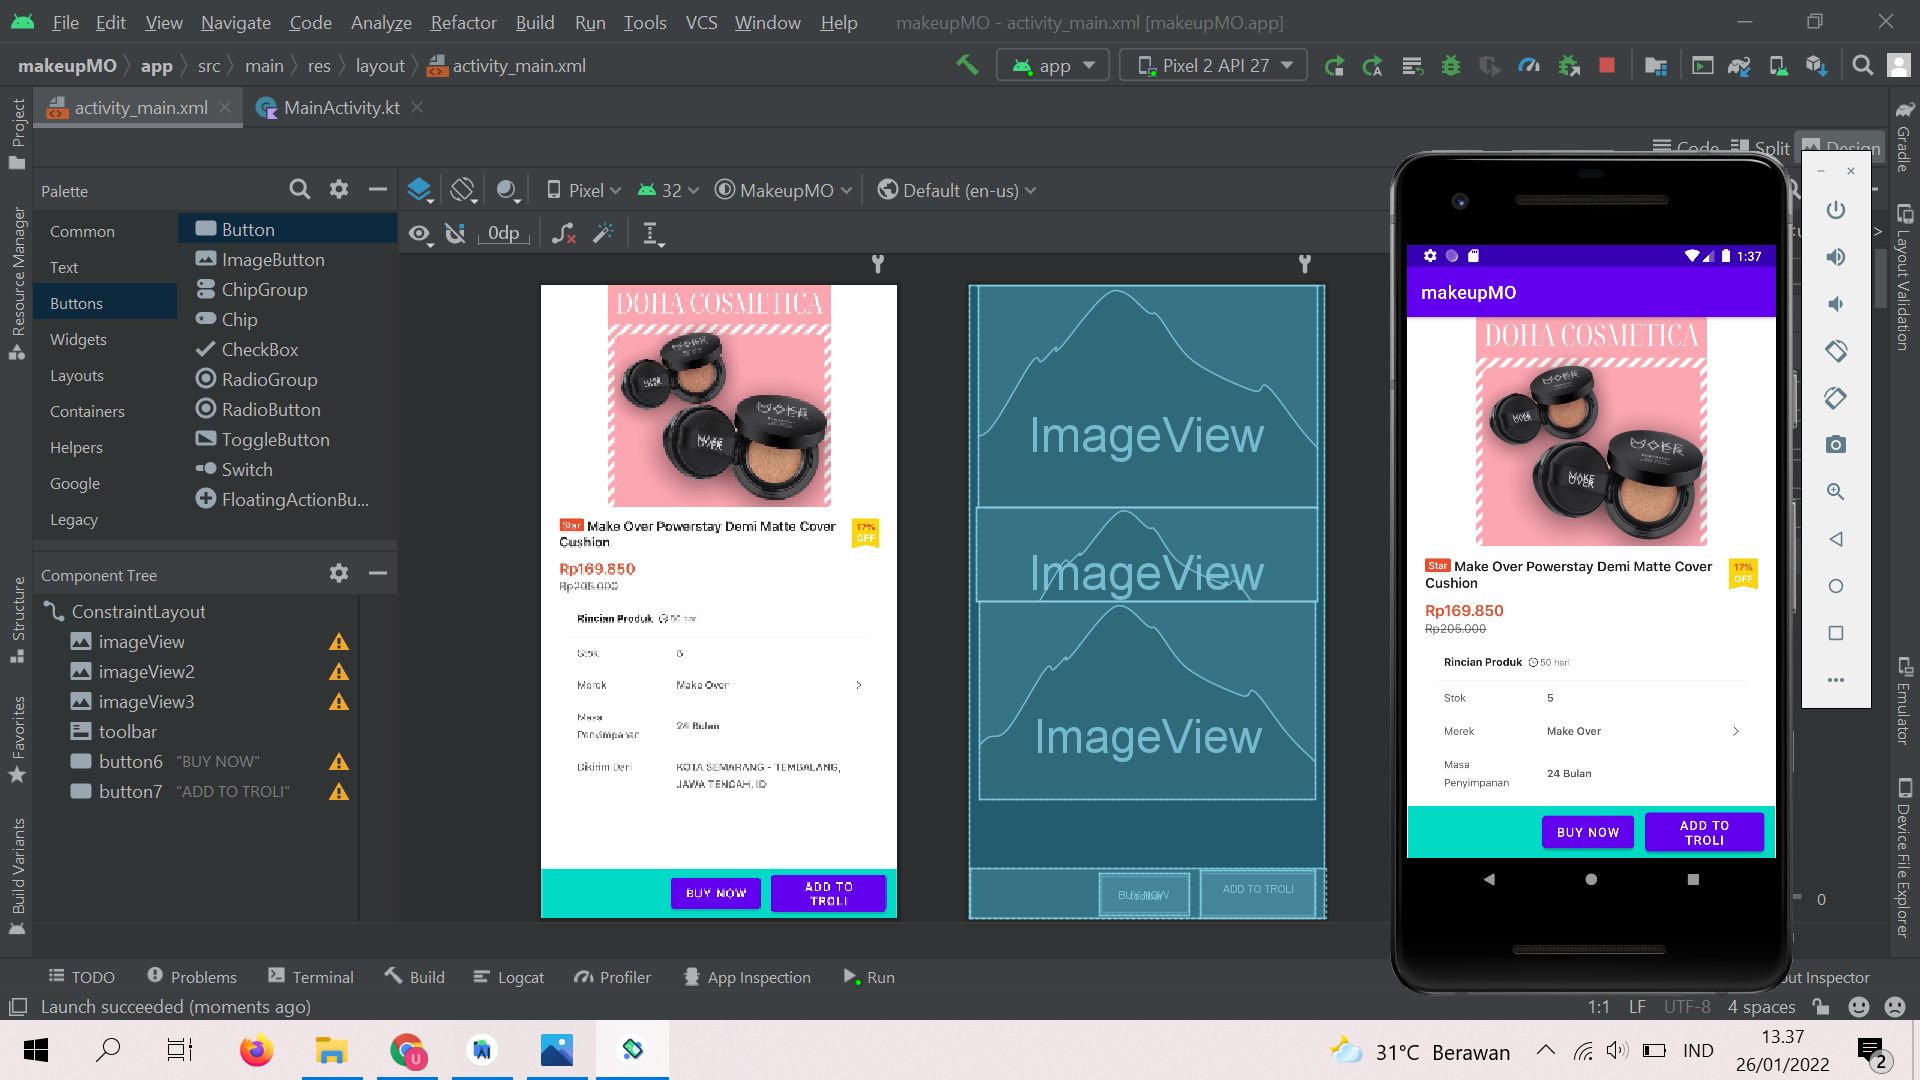 File Edit View Navigate Code Analyze Refactor Build Run Tools VCS Window Help makeupMO - activity_main.xml [makeupMO.app]
makeupMO app src main res layout activity_main.xml app Pixel 2 API 27
activity_main.xml MainActivity.kt
Code Split Design
Palette Pixel 32 MakeupMO Default (en-us)
0dp
Common
Text
Buttons
Widgets
Layouts
Containers
Helpers
Google
Legacy
Button
ImageButton
ChipGroup
Chip
CheckBox
RadioGroup
RadioButton
ToggleButton
Switch
FloatingActionBu...
Component Tree
ConstraintLayout
imageView
imageView2
imageView3
toolbar
button6 "BUY NOW"
button7 "ADD TO TROLI"
Project
Resource Manager
Structure
Favorites
Build Variants
DOHA COSMETICA
MAKE OVER
Star Make Over Powerstay Demi Matte Cover
Cushion
17%
OFF
Rp169.850
Rp205.000
Rincian Produk 50 hari
Stok 5
Merek Make Over
Masa
Penyimpanan
24 Bulan
Dikirim Dari KOTA SEMARANG - TEMBALANG,
JAWA TENGAH, ID
BUY NOW
ADD TO
TROLI
ImageView
ImageView
ImageView
BUY NOW
toolbar
ADD TO TROLI
1:37
makeupMO
DOHA COSMETICA
MAKE OVER
Star Make Over Powerstay Demi Matte Cover
Cushion
17%
OFF
Rp169.850
Rp205.000
Rincian Produk 50 hari
Stok 5
Merek Make Over
Masa
Penyimpanan
24 Bulan
BUY NOW
ADD TO
TROLI
0
Gradle
Layout Validation
Emulator
Device File Explorer
TODO Problems Terminal Build Logcat Profiler App Inspection Run out Inspector
Launch succeeded (moments ago) 1:1 LF UTF-8 4 spaces
31°C Berawan IND
13.37
26/01/2022
2